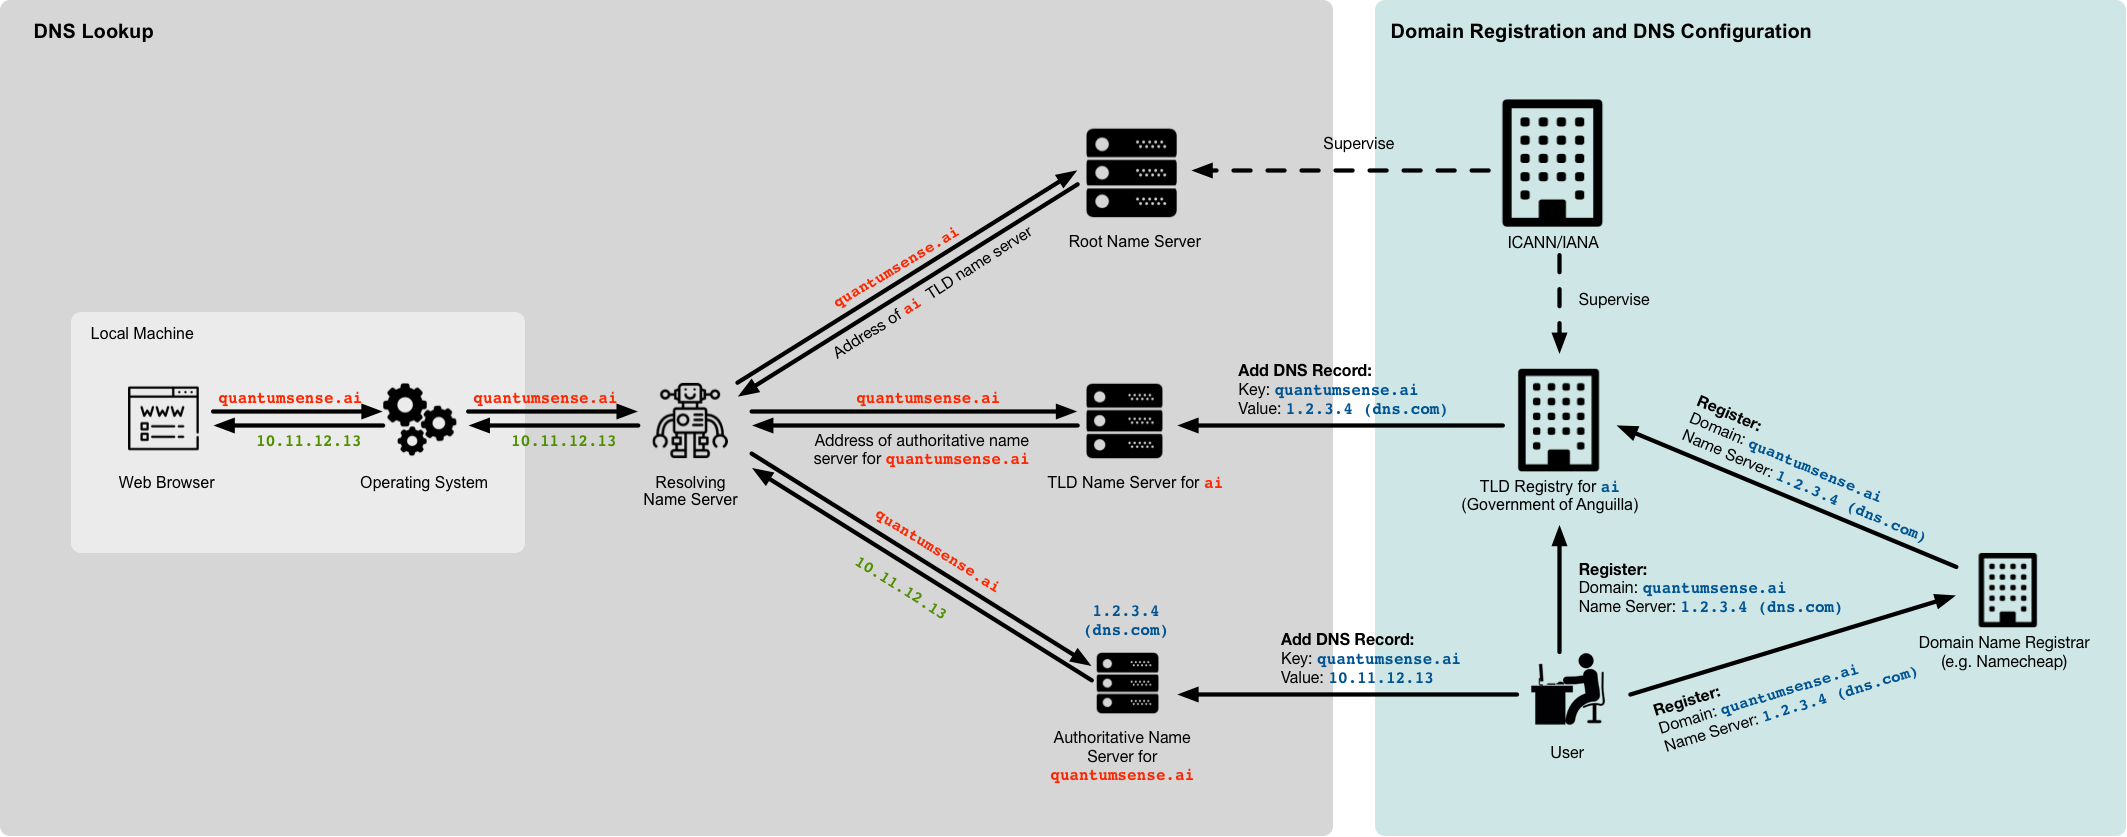 DNS Lookup
Domain Registration and DNS Configuration
Supervise
Root Name Server
ICANN/IANA
quantumsense.ai
Address of ai TLD name server
Supervise
Local Machine
WWW
quantumsense.ai
10.11.12.13
quantumsense.ai
10.11.12.13
Web Browser
Operating System
Resolving
Name Server
quantumsense.ai
Address of authoritative name
server for quantumsense.ai
TLD Name Server for ai
Add DNS Record:
Key: quantumsense.ai
Value: 1.2.3.4 (dns.com)
TLD Registry for ai
(Government of Anguilla)
Register:
Domain: quantumsense.ai
Name Server: 1.2.3.4 (dns.com)
quantumsense.ai
10.11.12.13
1.2.3.4
(dns.com)
Authoritative Name
Server for
quantumsense.ai
Register:
Domain: quantumsense.ai
Name Server: 1.2.3.4 (dns.com)
Domain Name Registrar
(e.g. Namecheap)
Add DNS Record:
Key: quantumsense.ai
Value: 10.11.12.13
User
Register:
Domain: quantumsense.ai
Name Server: 1.2.3.4 (dns.com)